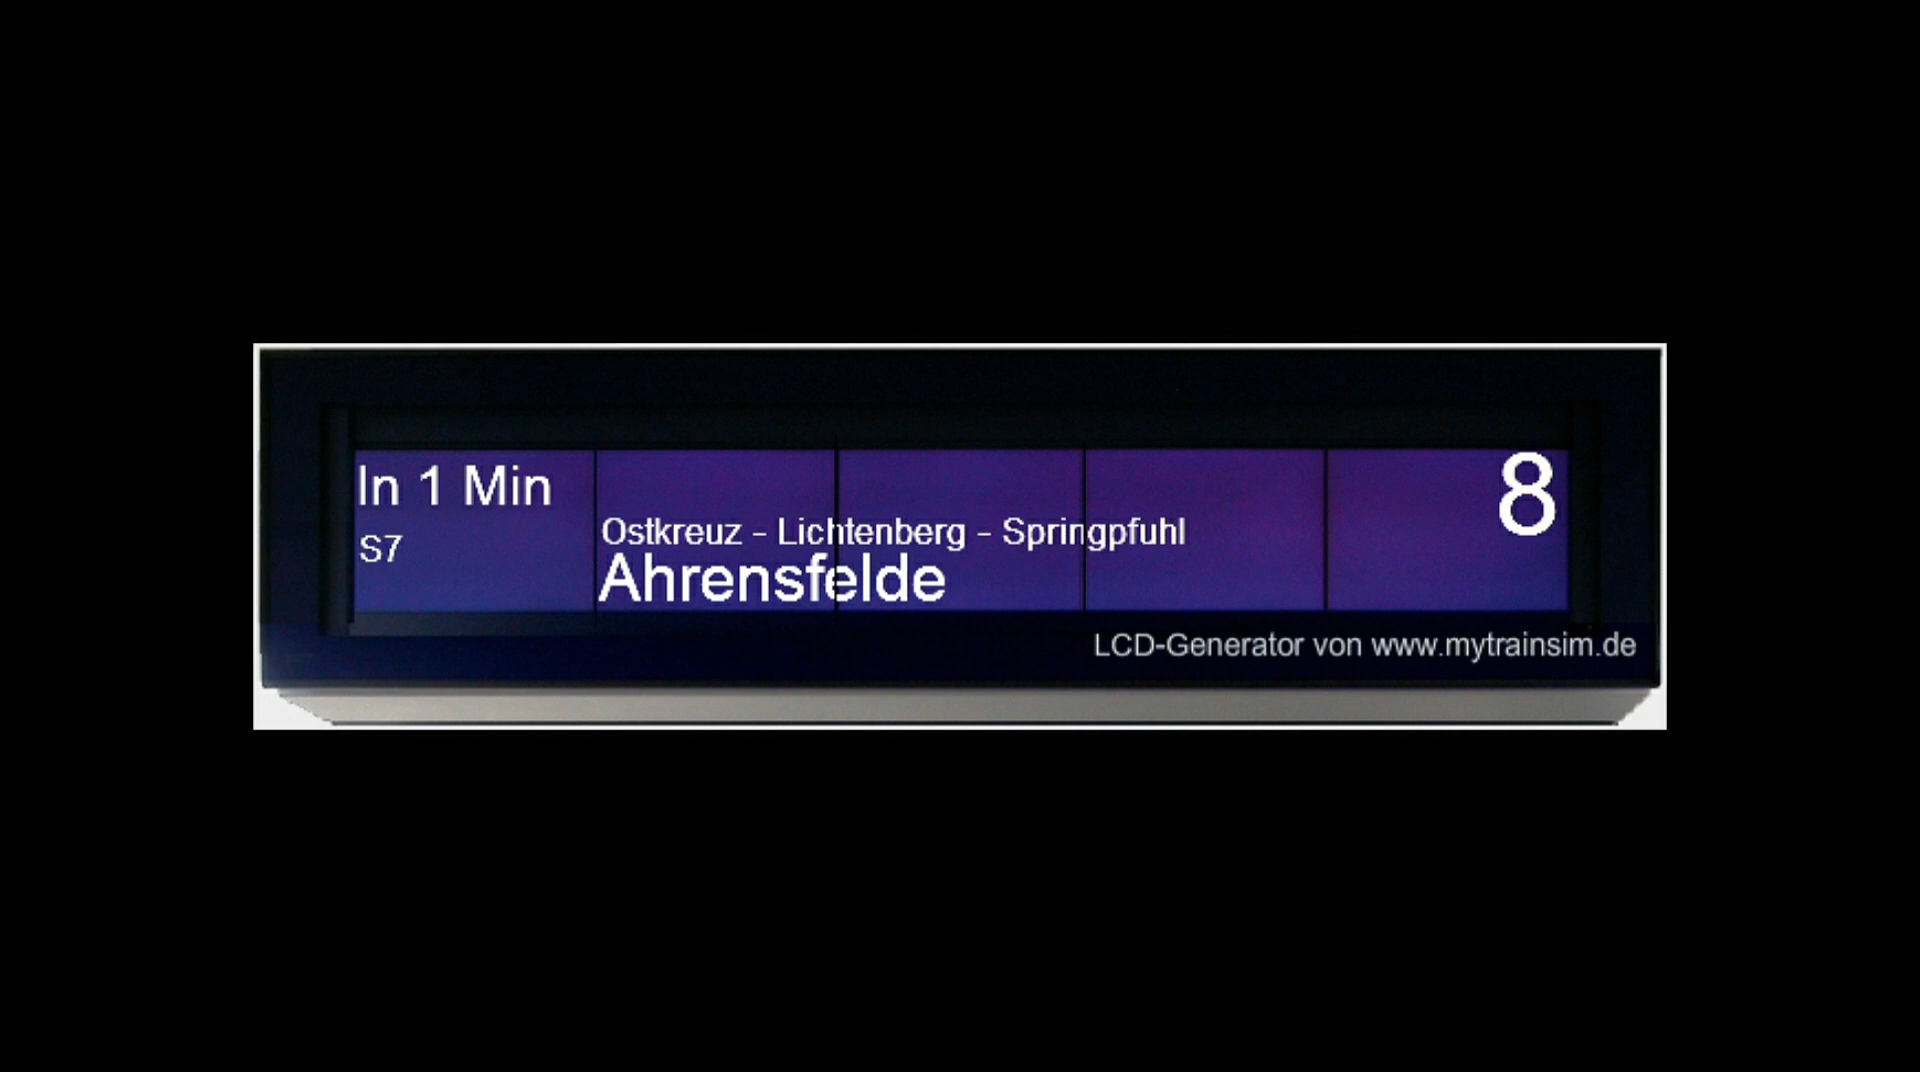 In 1 Min
8
S7
Ostkreuz - Lichtenberg - Springpfuhl
Ahrensfelde
LCD-Generator von www.mytrainsim.de